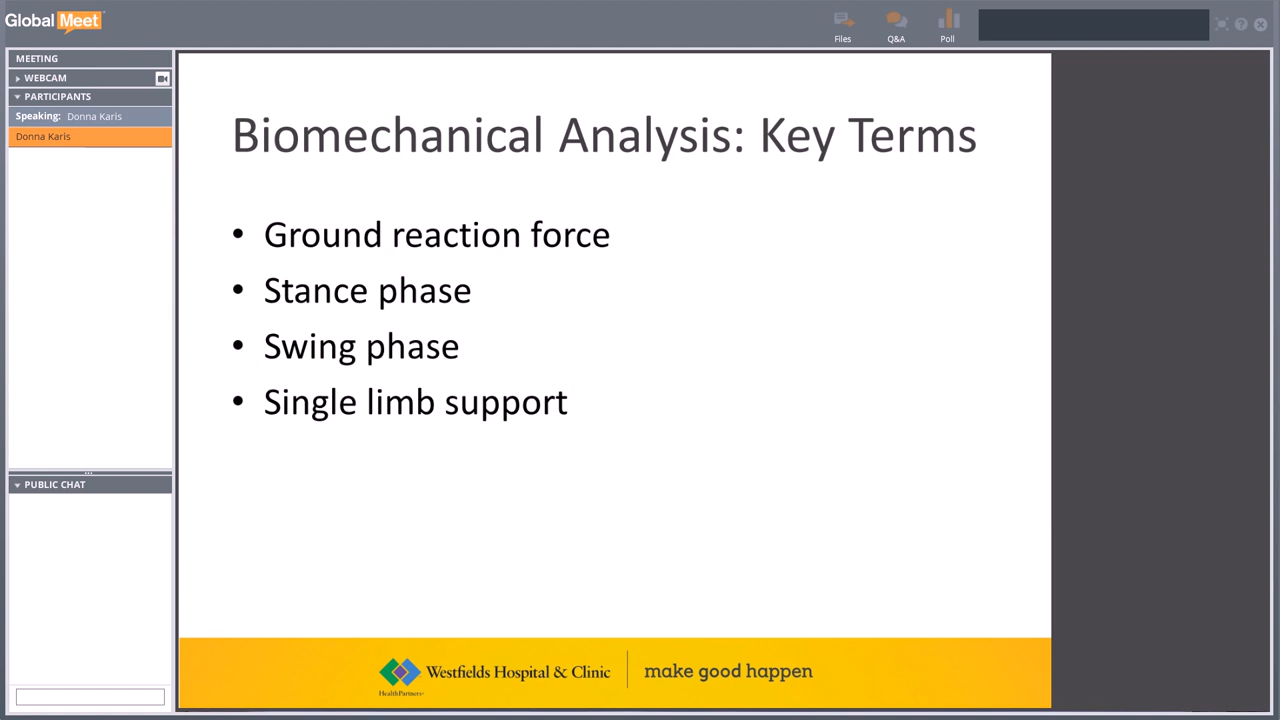 Global Meet
Files
Q&A
Poll
MEETING
WEBCAM
PARTICIPANTS
Speaking: Donna Karis
Donna Karis
PUBLIC CHAT
Biomechanical Analysis: Key Terms
• Ground reaction force
• Stance phase
• Swing phase
• Single limb support
Westfields Hospital & Clinic
HealthPartners
make good happen